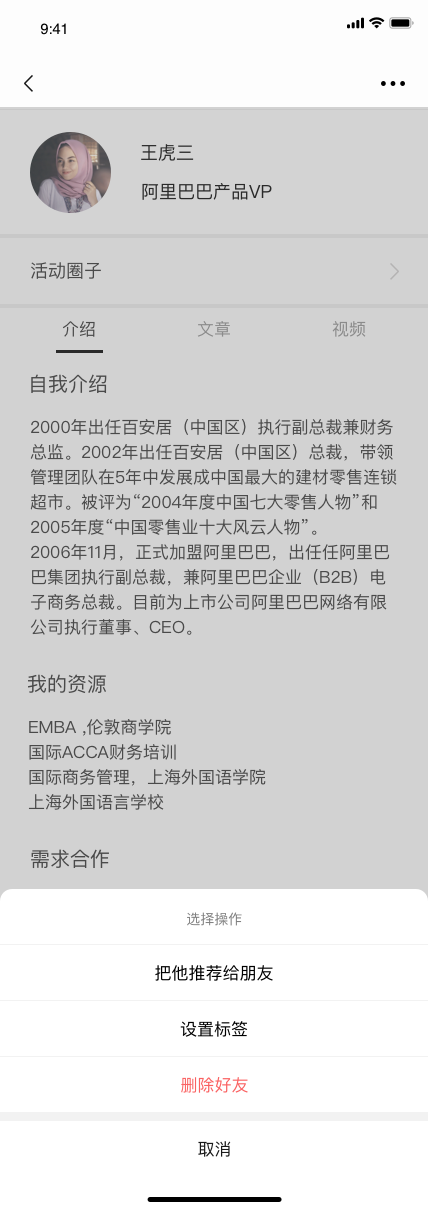 9:41
王虎三
阿里巴巴产品VP
活动圈子
介绍 文章 视频
自我介绍
2000年出任百安居（中国区）执行副总裁兼财务
总监。2002年出任百安居（中国区）总裁，带领
管理团队在5年中发展成中国最大的建材零售连锁
超市。被评为“2004年度中国七大零售人物”和
2005年度“中国零售业十大风云人物”。
2006年11月，正式加盟阿里巴巴，出任任阿里巴
巴集团执行副总裁，兼阿里巴巴企业（B2B）电
子商务总裁。目前为上市公司阿里巴巴网络有限
公司执行董事、CEO。
我的资源
EMBA ,伦敦商学院
国际ACCA财务培训
国际商务管理，上海外国语学院
上海外国语言学校
需求合作
选择操作
把他推荐给朋友
设置标签
删除好友
取消